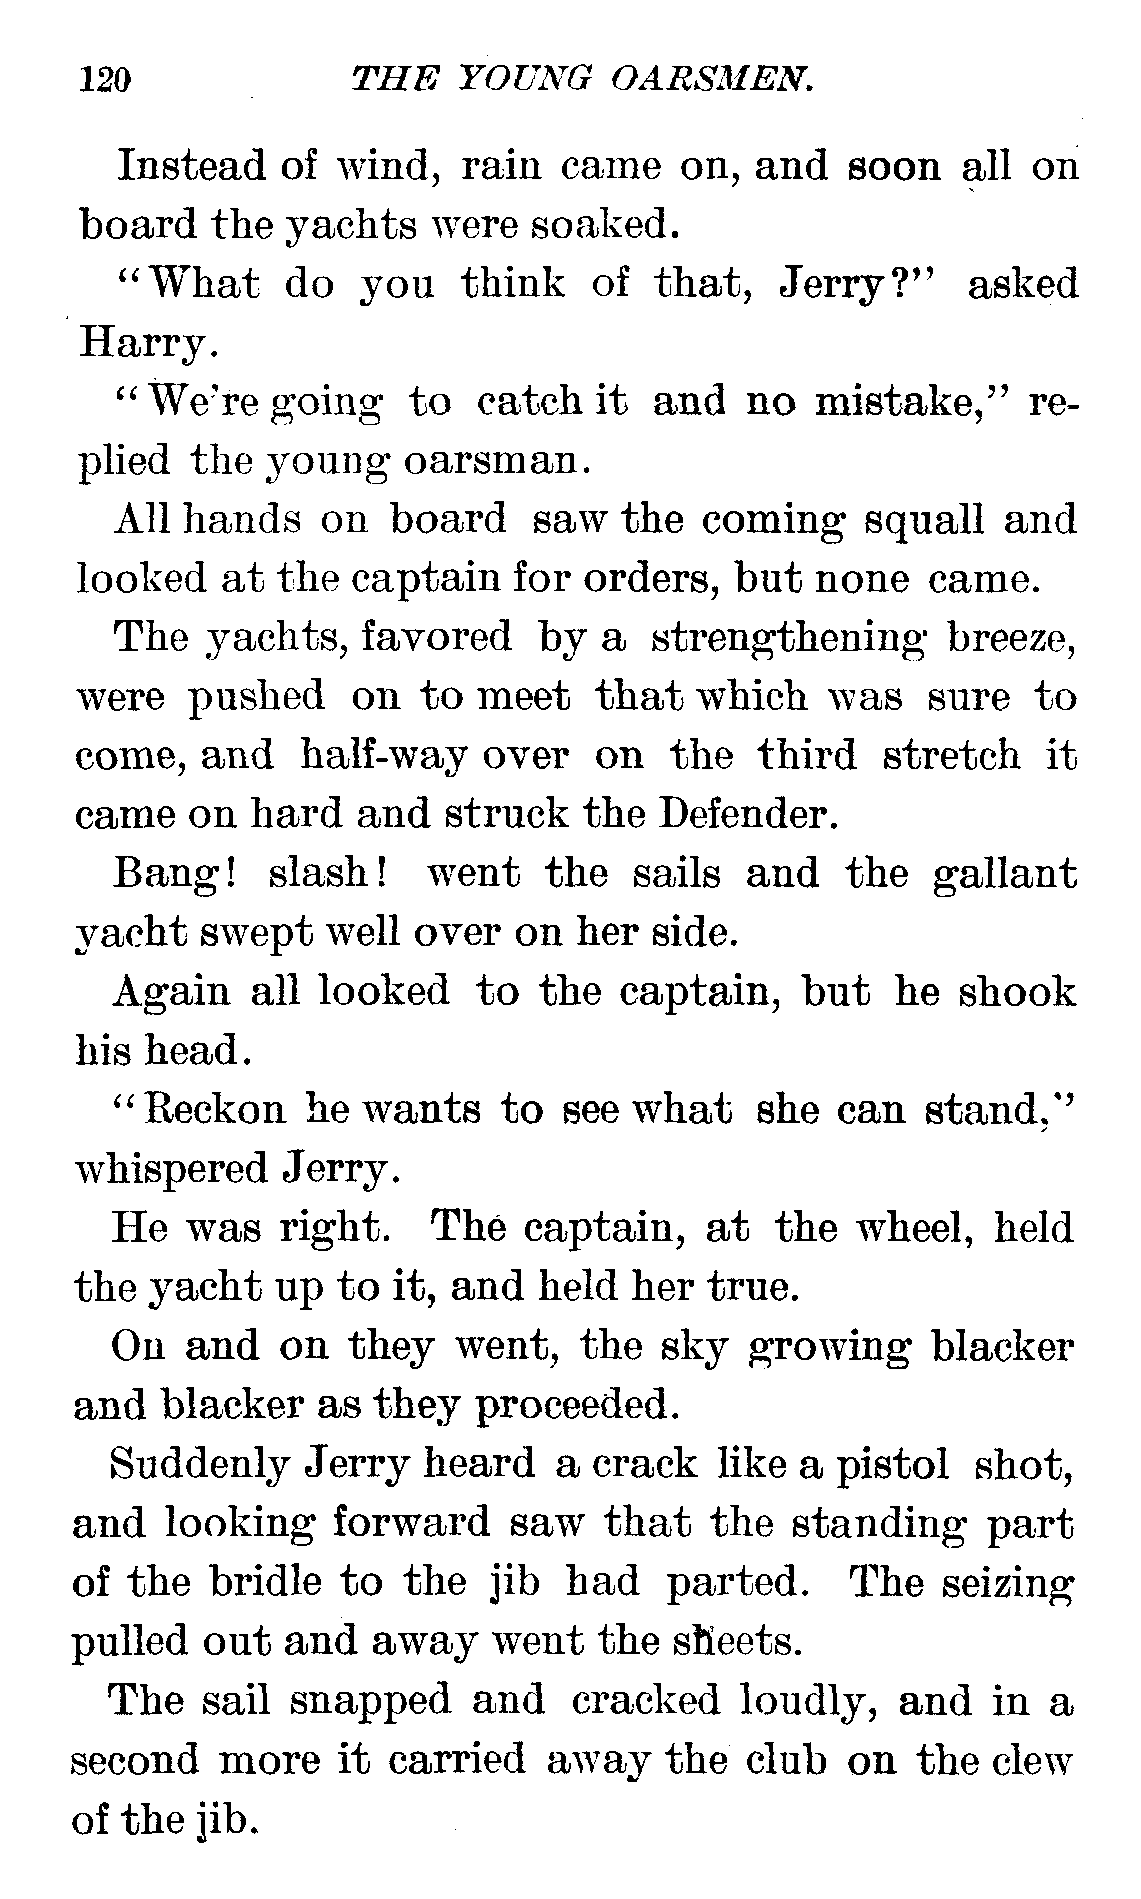 120 THE YOUNG OARSMEN.
Instead of wind, rain came on, and soon all on
board the yachts were soaked.
"What do you think of that, Jerry?" asked
Harry.
"We're going to catch it and no mistake," re-
plied the young oarsman.
All hands on board saw the coming squall and
looked at the captain for orders, but none came.
The yachts, favored by a strengthening breeze,
were pushed on to meet that which was sure to
come, and half-way over on the third stretch it
came on hard and struck the Defender.
Bang! slash! went the sails and the gallant
yacht swept well over on her side.
Again all looked to the captain, but he shook
his head.
"Reckon he wants to see what she can stand,"
whispered Jerry.
He was right. The captain, at the wheel, held
the yacht up to it, and held her true.
On and on they went, the sky growing blacker
and blacker as they proceeded.
Suddenly Jerry heard a crack like a pistol shot,
and looking forward saw that the standing part
of the bridle to the jib had parted. The seizing
pulled out and away went the sheets.
The sail snapped and cracked loudly, and in a
second more it carried away the club on the clew
of the jib.